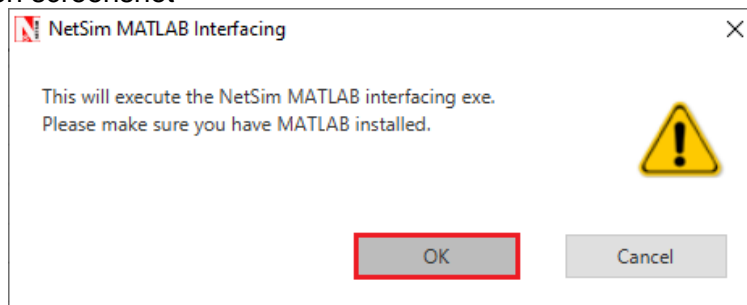 screenshot
NetSim MATLAB Interfacing
This will execute the NetSim MATLAB interfacing exe.
Please make sure you have MATLAB installed.
OK
Cancel